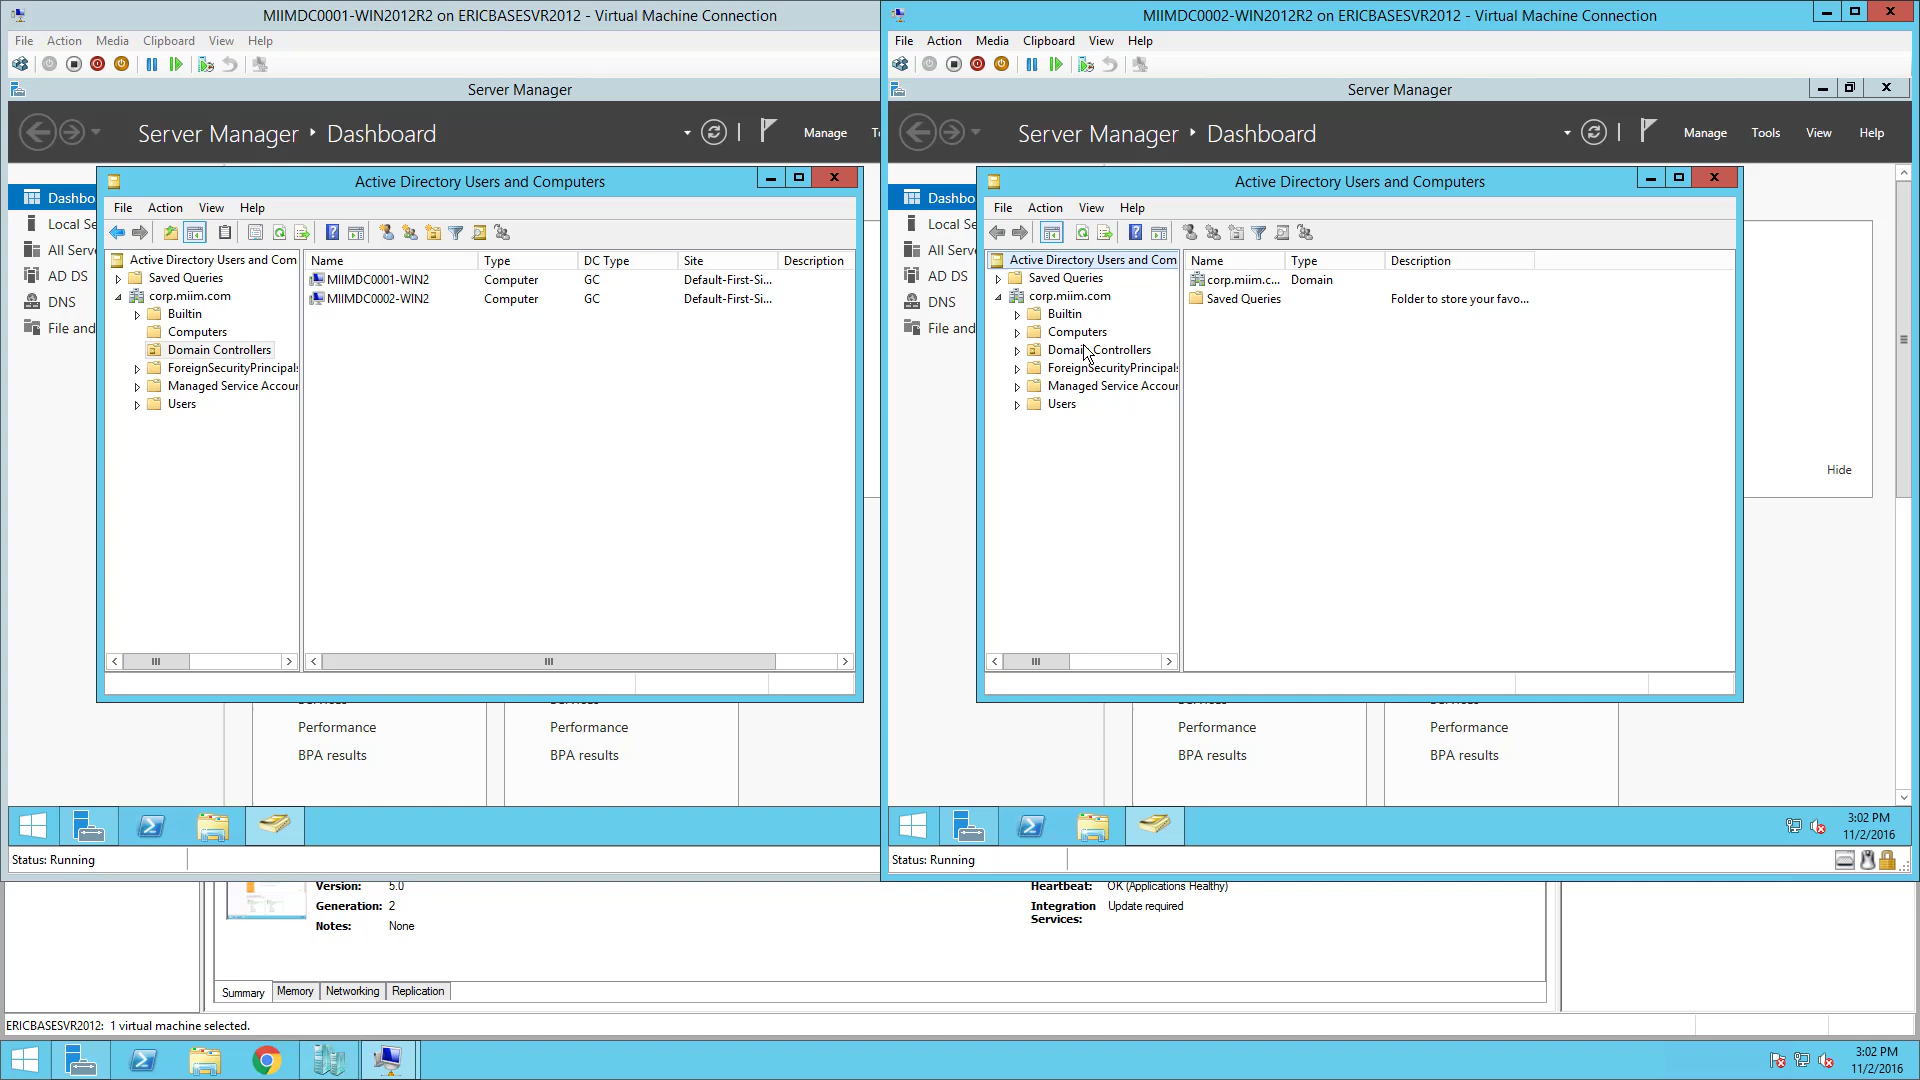 MIIMDC0001-WIN2012R2 on ERICBASESVR2012 - Virtual Machine Connection
File Action Media Clipboard View Help
Server Manager
Server Manager ‣ Dashboard
Manage
Dashbo
Local Se
All Serve
AD DS
DNS
File and
Active Directory Users and Computers
File Action View Help
Active Directory Users and Com
Saved Queries
corp.miim.com
Builtin
Computers
Domain Controllers
ForeignSecurityPrincipals
Managed Service Accour
Users
Name Type DC Type Site Description
MIIMDC0001-WIN2 Computer GC Default-First-Si...
MIIMDC0002-WIN2 Computer GC Default-First-Si...
Performance Performance
BPA results BPA results
Status: Running
MIIMDC0002-WIN2012R2 on ERICBASESVR2012 - Virtual Machine Connection
File Action Media Clipboard View Help
Server Manager
Server Manager ‣ Dashboard
Manage Tools View Help
Dashbo
Local Se
All Serve
AD DS
DNS
File and
Active Directory Users and Computers
File Action View Help
Active Directory Users and Com
Saved Queries
corp.miim.com
Builtin
Computers
Domain Controllers
ForeignSecurityPrincipals
Managed Service Accour
Users
Name Type Description
corp.miim.c... Domain
Saved Queries Folder to store your favo...
Hide
Performance Performance
BPA results BPA results
3:02 PM
11/2/2016
Status: Running
Version: 5.0
Generation: 2
Notes: None
Heartbeat: OK (Applications Healthy)
Integration Services: Update required
Summary Memory Networking Replication
ERICBASESVR2012: 1 virtual machine selected.
3:02 PM
11/2/2016